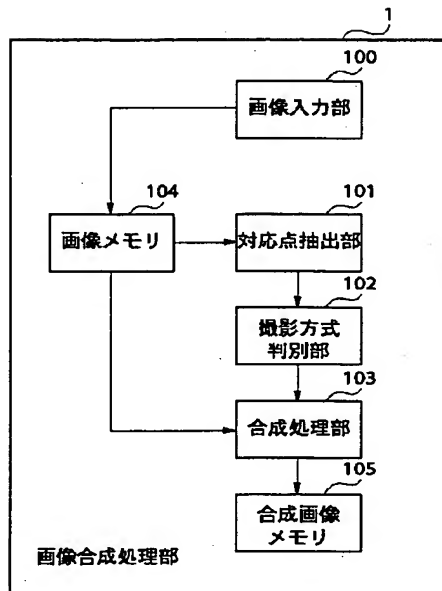 1
100
画像入力部
104
画像メモリ
101
対応点抽出部
102
撮影方式
判別部
103
合成処理部
105
合成画像
メモリ
画像合成処理部